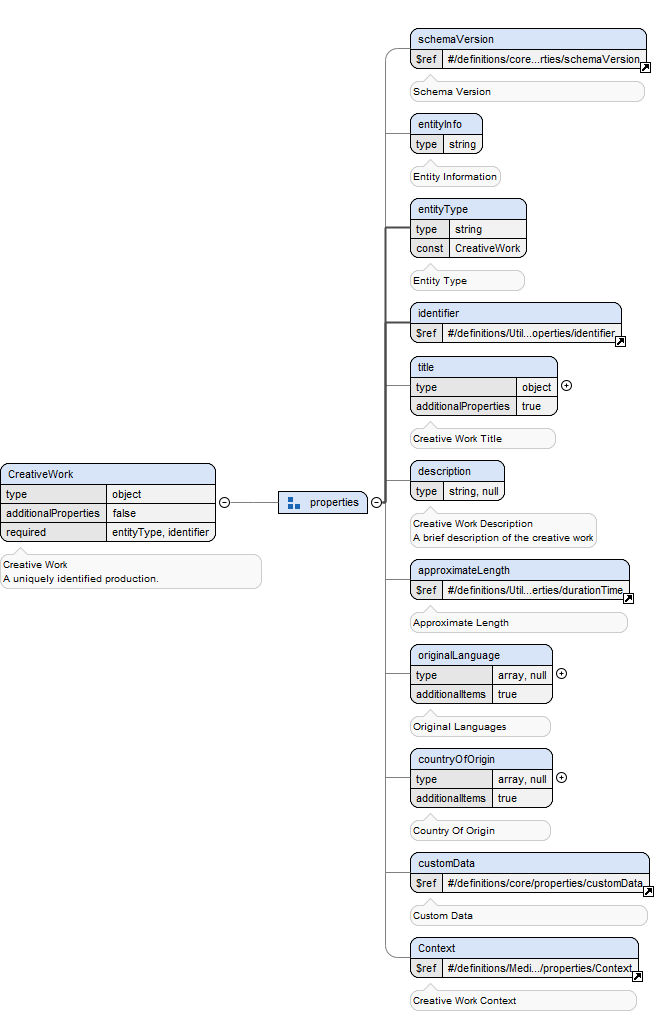 schemaVersion
$ref #/definitions/core...rties/schemaVersion
Schema Version
entityInfo
type string
Entity Information
entityType
type string
const CreativeWork
Entity Type
identifier
$ref #/definitions/Util...operties/identifier
title
type object
additionalProperties true
Creative Work Title
CreativeWork
type object
additionalProperties false
required entityType, identifier
Creative Work
A uniquely identified production.
properties
description
type string, null
Creative Work Description
A brief description of the creative work
approximateLength
$ref #/definitions/Util...erties/durationTime
Approximate Length
originalLanguage
type array, null
additionalItems true
Original Languages
countryOfOrigin
type array, null
additionalItems true
Country Of Origin
customData
$ref #/definitions/core/properties/customData
Custom Data
Context
$ref #/definitions/Medi.../properties/Context
Creative Work Context